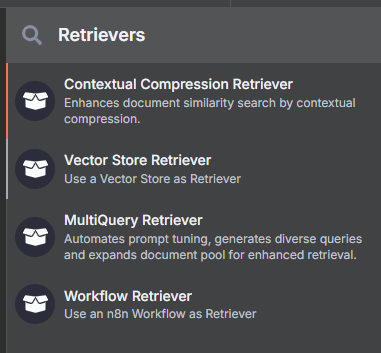 Retrievers
Contextual Compression Retriever
Enhances document similarity search by contextual
compression.
Vector Store Retriever
Use a Vector Store as Retriever
MultiQuery Retriever
Automates prompt tuning, generates diverse queries
and expands document pool for enhanced retrieval.
Workflow Retriever
Use an n8n Workflow as Retriever